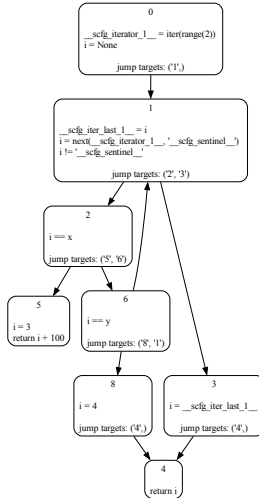 0
__scfg_iterator_1__ = iter(range(2))
i = None
jump targets: ('1',)
1
__scfg_iter_last_1__ = i
i = next(__scfg_iterator_1__, '__scfg_sentinel__')
i != '__scfg_sentinel__'
jump targets: ('2', '3')
2
i == x
jump targets: ('5', '6')
5
i = 3
return i + 100
6
i == y
jump targets: ('8', '1')
8
i = 4
jump targets: ('4',)
3
i = __scfg_iter_last_1__
jump targets: ('4',)
4
return i